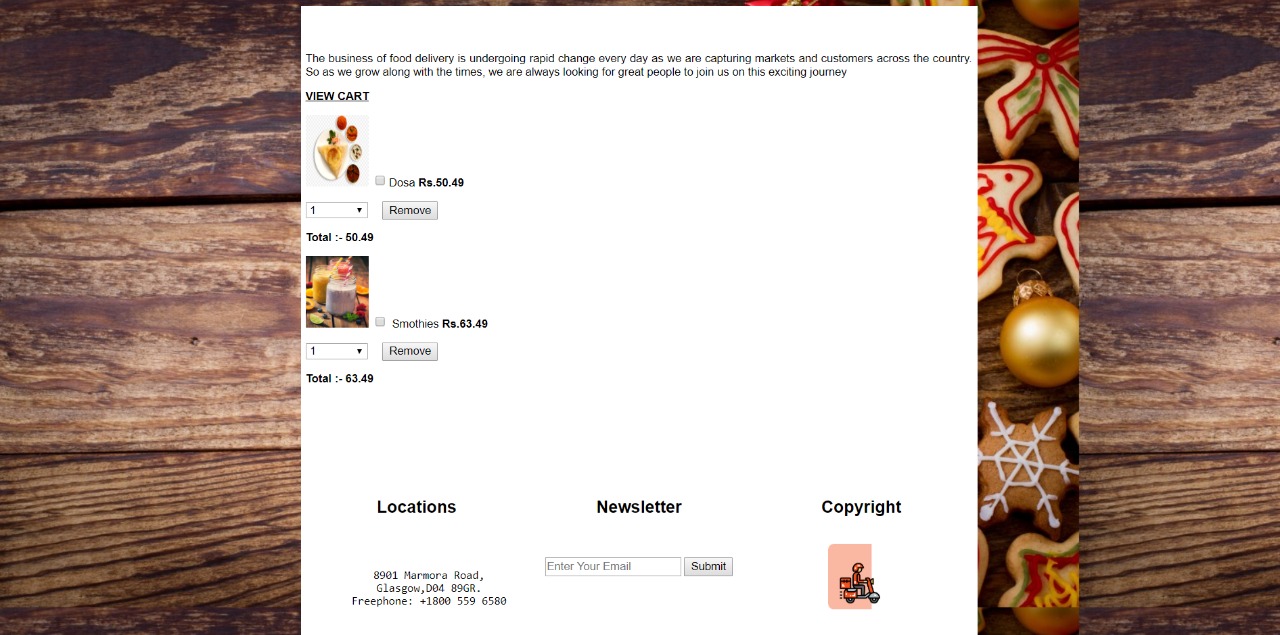 The business of food delivery is undergoing rapid change every day as we are capturing markets and customers across the country.
So as we grow along with the times, we are always looking for great people to join us on this exciting journey
VIEW CART
Dosa Rs.50.49
1 Remove
Total :- 50.49
Smothies Rs.63.49
1 Remove
Total :- 63.49
Locations Newsletter Copyright
Enter Your Email Submit
8901 Marmora Road,
Glasgow,D04 89GR.
Freephone: +1800 559 6580